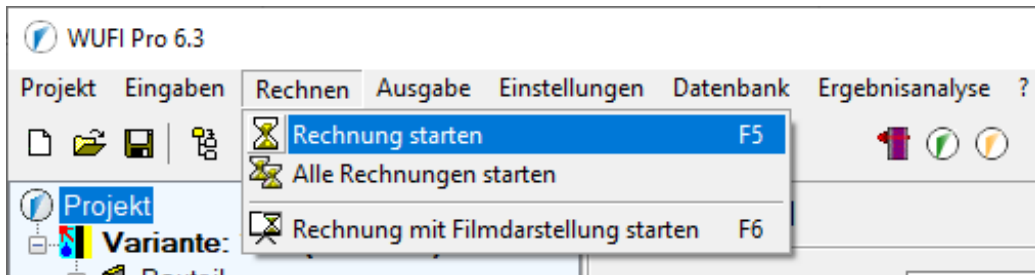 WUFI Pro 6.3
Projekt Eingaben Rechnen Ausgabe Einstellungen Datenbank Ergebnisanalyse ?
Rechnung starten F5
Alle Rechnungen starten
Rechnung mit Filmdarstellung starten F6
Projekt
Variante: